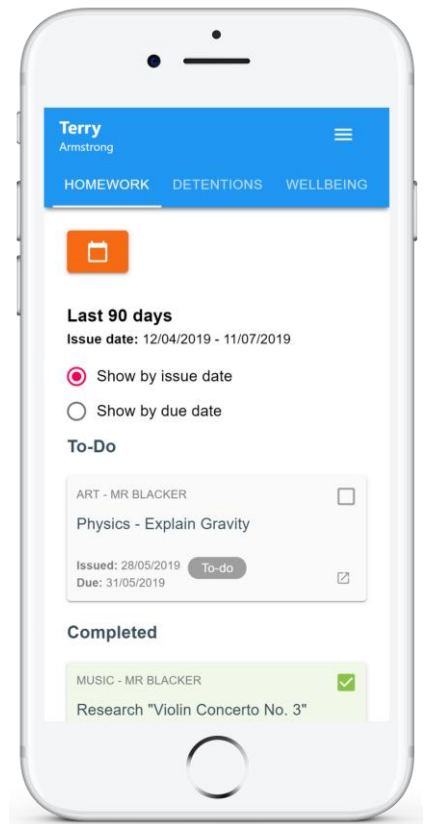 Terry
Armstrong
HOMEWORK DETENTIONS WELLBEING
Last 90 days
Issue date: 12/04/2019 - 11/07/2019
Show by issue date
Show by due date
To-Do
ART - MR BLACKER
Physics - Explain Gravity
Issued: 28/05/2019 To-do
Due: 31/05/2019
Completed
MUSIC - MR BLACKER
Research "Violin Concerto No. 3"